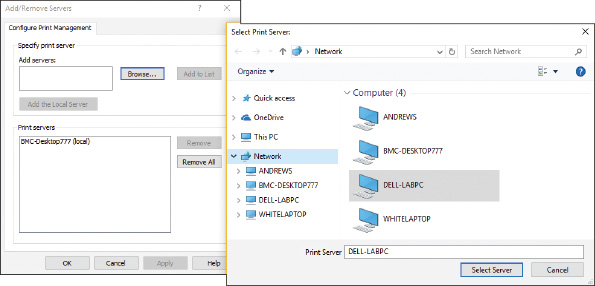 Add/Remove Servers
Configure Print Management
Specify print server
Add servers:
Browse...
Add to List
Add the Local Server
Print servers
BMC-Desktop777 (local)
Remove
Remove All
OK
Cancel
Apply
Help
Select Print Server:
Network
Search Network
Organize
Quick access
OneDrive
This PC
Network
ANDREWS
BMC-DESKTOP777
DELL-LABPC
WHITELAPTOP
Computer (4)
ANDREWS
BMC-DESKTOP777
DELL-LABPC
WHITELAPTOP
Print Server DELL-LABPC
Select Server
Cancel